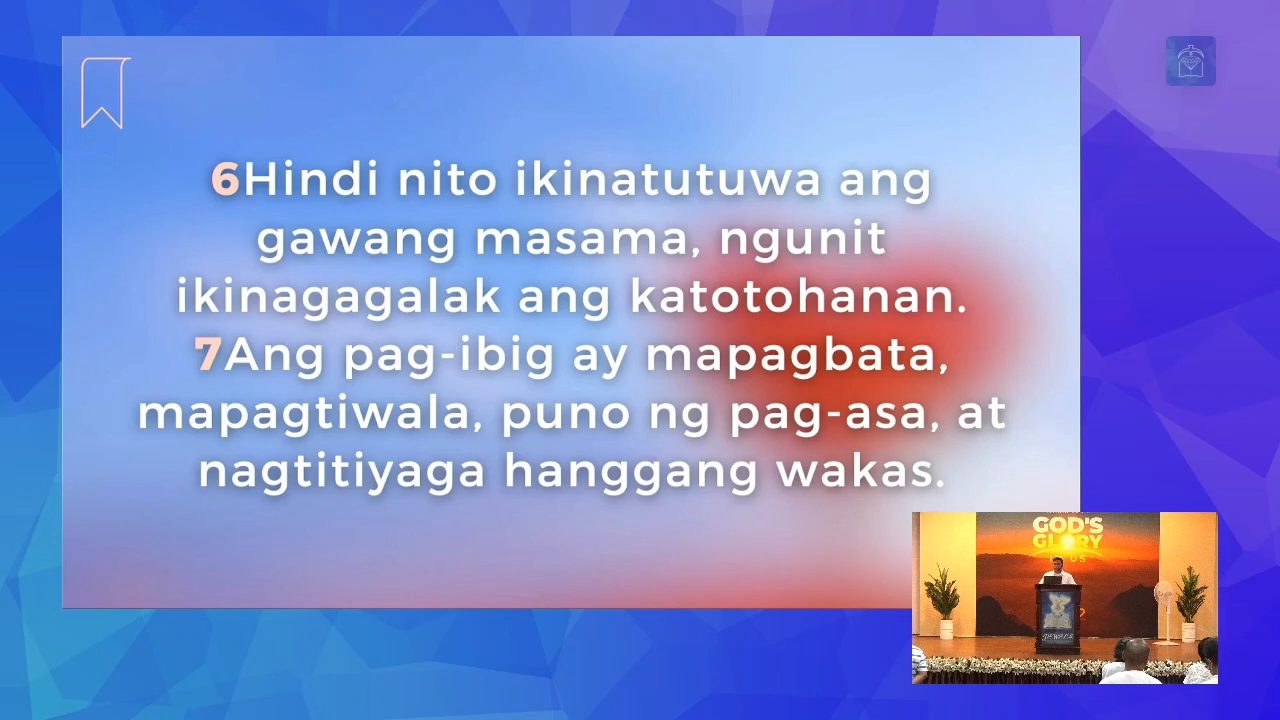 6Hindi nito ikinatutuwa ang
gawang masama, ngunit
ikinagagalak ang katotohanan.
7Ang pag-ibig ay mapagbata,
mapagtiwala, puno ng pag-asa, at
nagtitiyaga hanggang wakas.
GOD'S
GLORY